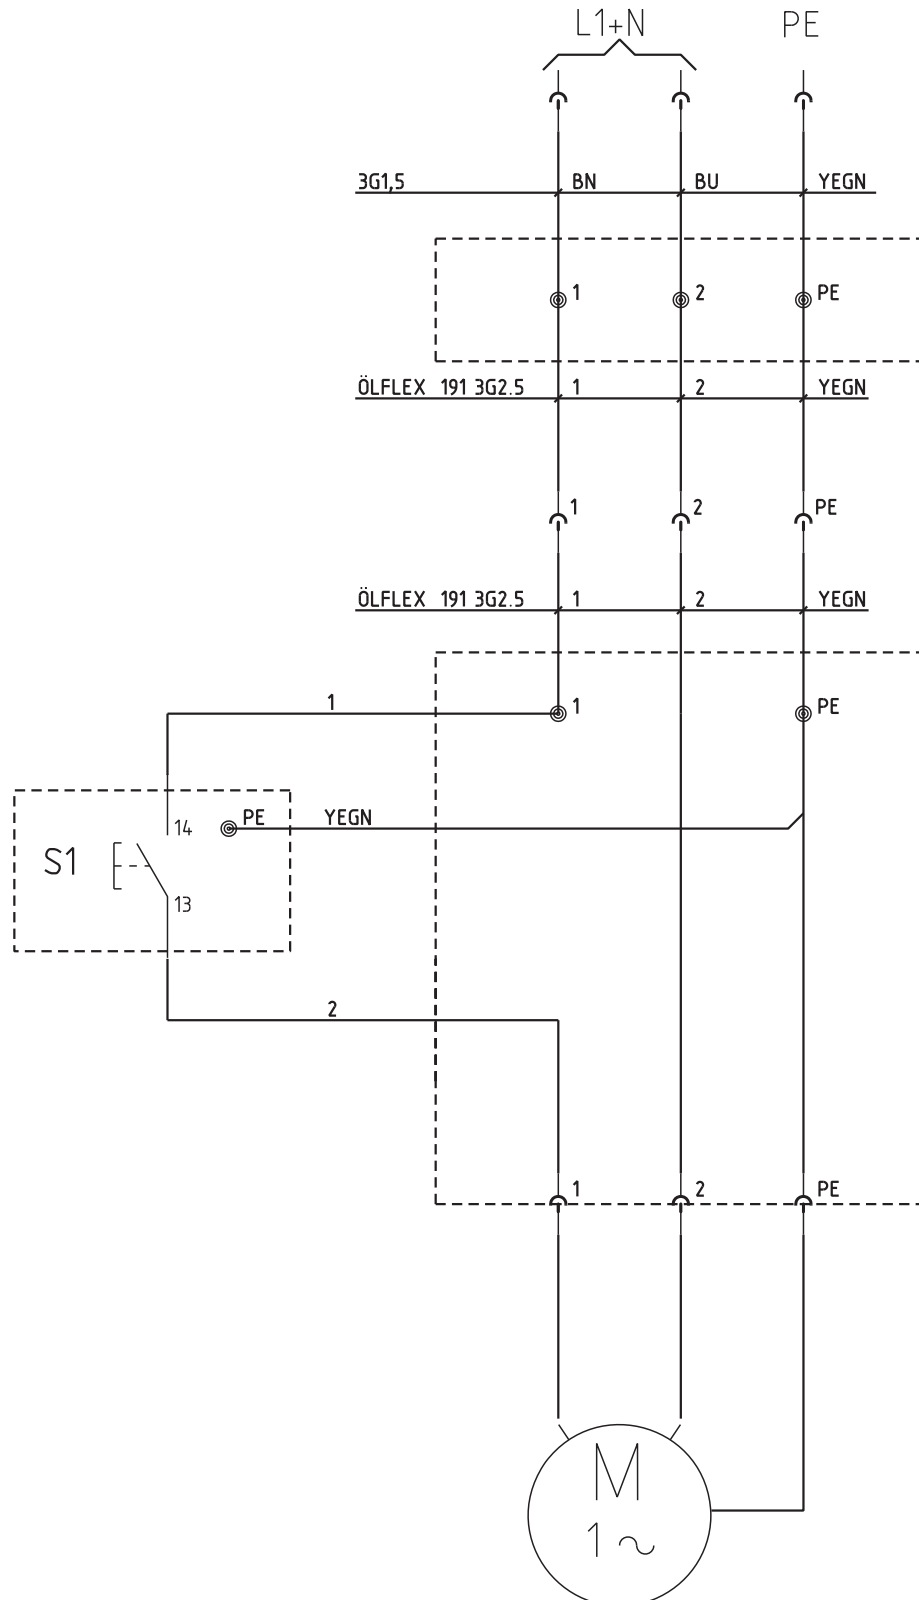 L1+N PE
3G1,5 BN BU YEGN
1 2 PE
ÖLFLEX 191 3G2.5 1 2 YEGN
1 2 PE
ÖLFLEX 191 3G2.5 1 2 YEGN
1 1 PE
14 PE YEGN
S1
13
2
1 2 PE
M
1 ~